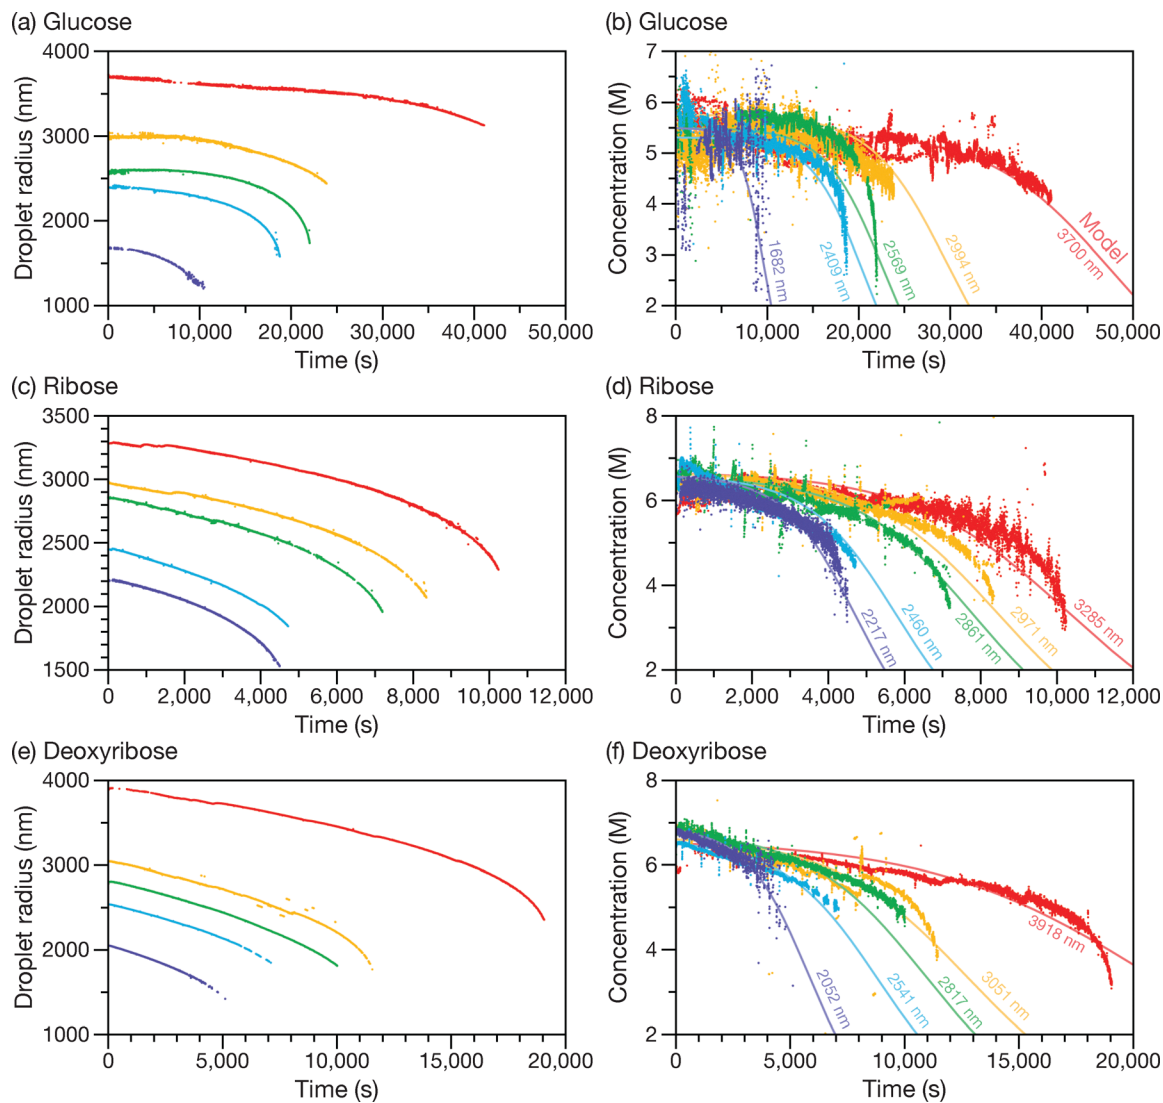 (a) Glucose
Droplet radius (nm)
4000
3000
2000
1000
0
10,000
20,000
30,000
40,000
50,000
Time (s)
(b) Glucose
Concentration (M)
7
6
5
4
3
2
1682 nm
2409 nm
2569 nm
2994 nm
Model
3700 nm
0
10,000
20,000
30,000
40,000
50,000
Time (s)
(c) Ribose
Droplet radius (nm)
3500
3000
2500
2000
1500
0
2,000
4,000
6,000
8,000
10,000
12,000
Time (s)
(d) Ribose
Concentration (M)
8
6
4
2
2217 nm
2460 nm
2861 nm
2971 nm
3285 nm
0
2,000
4,000
6,000
8,000
10,000
12,000
Time (s)
(e) Deoxyribose
Droplet radius (nm)
4000
3000
2000
1000
0
5,000
10,000
15,000
20,000
Time (s)
(f) Deoxyribose
Concentration (M)
8
6
4
2
2052 nm
2541 nm
2817 nm
3051 nm
3918 nm
0
5,000
10,000
15,000
20,000
Time (s)